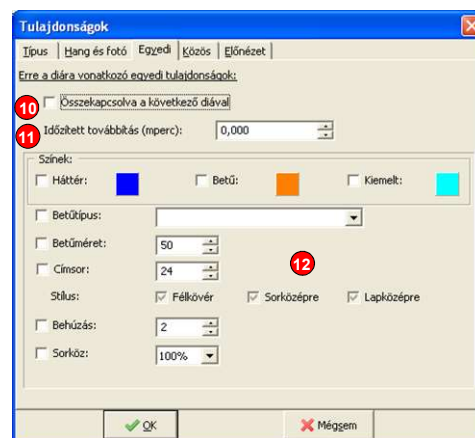 Tulajdonságok
Típus Hang és fotó Egyedi Közös Előnézet
Erre a diára vonatkozó egyedi tulajdonságok:
10 Összekapcsolva a következő diával
11 Időzített továbbítás (mperc): 0,000
Színek:
Háttér: Betű: Kiemelt:
Betűtípus:
Betűméret: 50
12
Címsor: 24
Stílus: Félkövér Sorközépre Lapközépre
Behúzás: 2
Sorköz: 100%
OK Mégsem